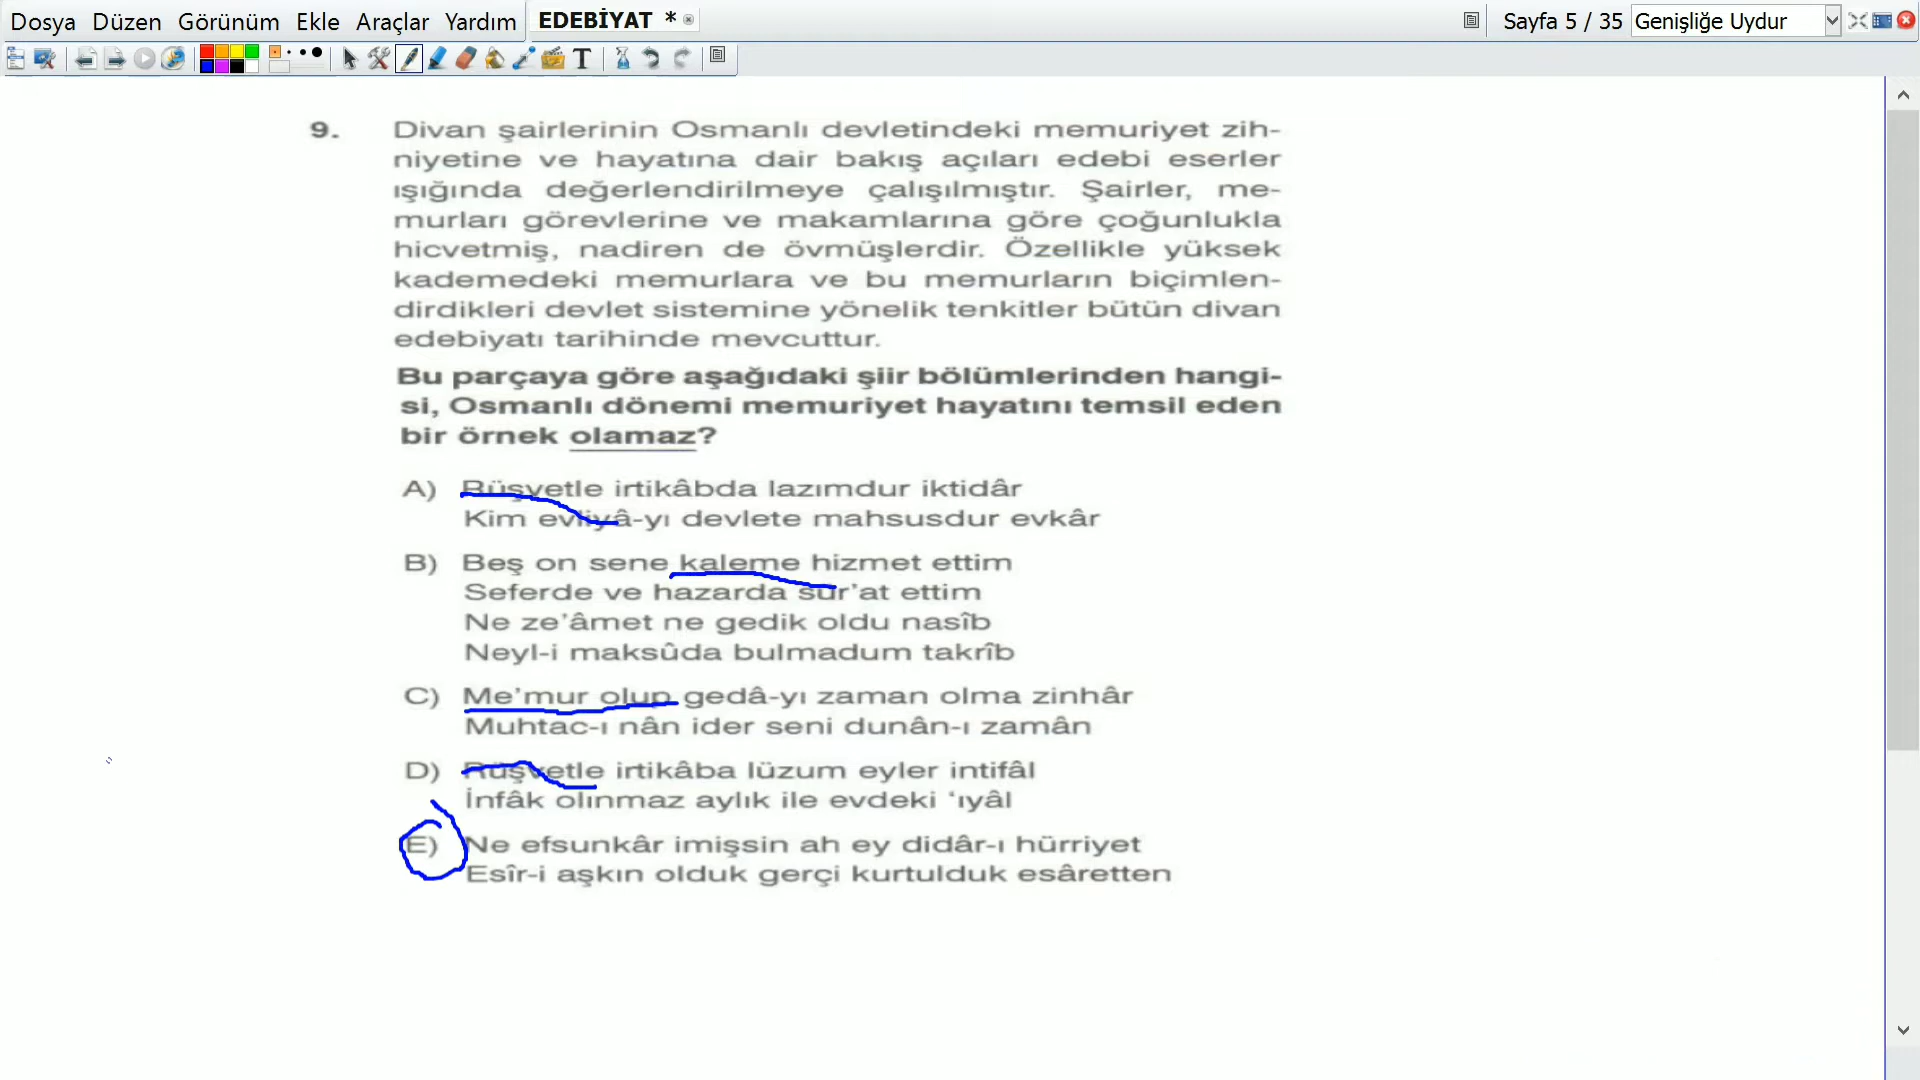 Dosya Düzen Görünüm Ekle Araçlar Yardım EDEBİYAT * Sayfa 5 / 35 Genişliğe Uydur
9. Divan şairlerinin Osmanlı devletindeki memuriyet zih-
niyetine ve hayatına dair bakış açıları edebi eserler
ışığında değerlendirilmeye çalışılmıştır. Şairler, me-
murları görevlerine ve makamlarına göre çoğunlukla
hicvetmiş, nadiren de övmüşlerdir. Özellikle yüksek
kademedeki memurlara ve bu memurların biçimlen-
dirdikleri devlet sistemine yönelik tenkitler bütün divan
edebiyatı tarihinde mevcuttur.
Bu parçaya göre aşağıdaki şiir bölümlerinden hangi-
si, Osmanlı dönemi memuriyet hayatını temsil eden
bir örnek olamaz?
A) Rüşvetle irtikâbda lazımdur iktidâr
Kim evliyâ-yı devlete mahsusdur evkâr
B) Beş on sene kaleme hizmet ettim
Seferde ve hazarda sür'at ettim
Ne ze'âmet ne gedik oldu nasîb
Neyl-i maksûda bulmadum takrîb
C) Me'mur olup gedâ-yı zaman olma zinhâr
Muhtac-ı nân ider seni dunân-ı zamân
D) Rüşvetle irtikâba lüzum eyler intifâl
İnfâk olınmaz aylık ile evdeki 'ıyâl
E) Ne efsunkâr imişsin ah ey didâr-ı hürriyet
Esîr-i aşkın olduk gerçi kurtulduk esâretten